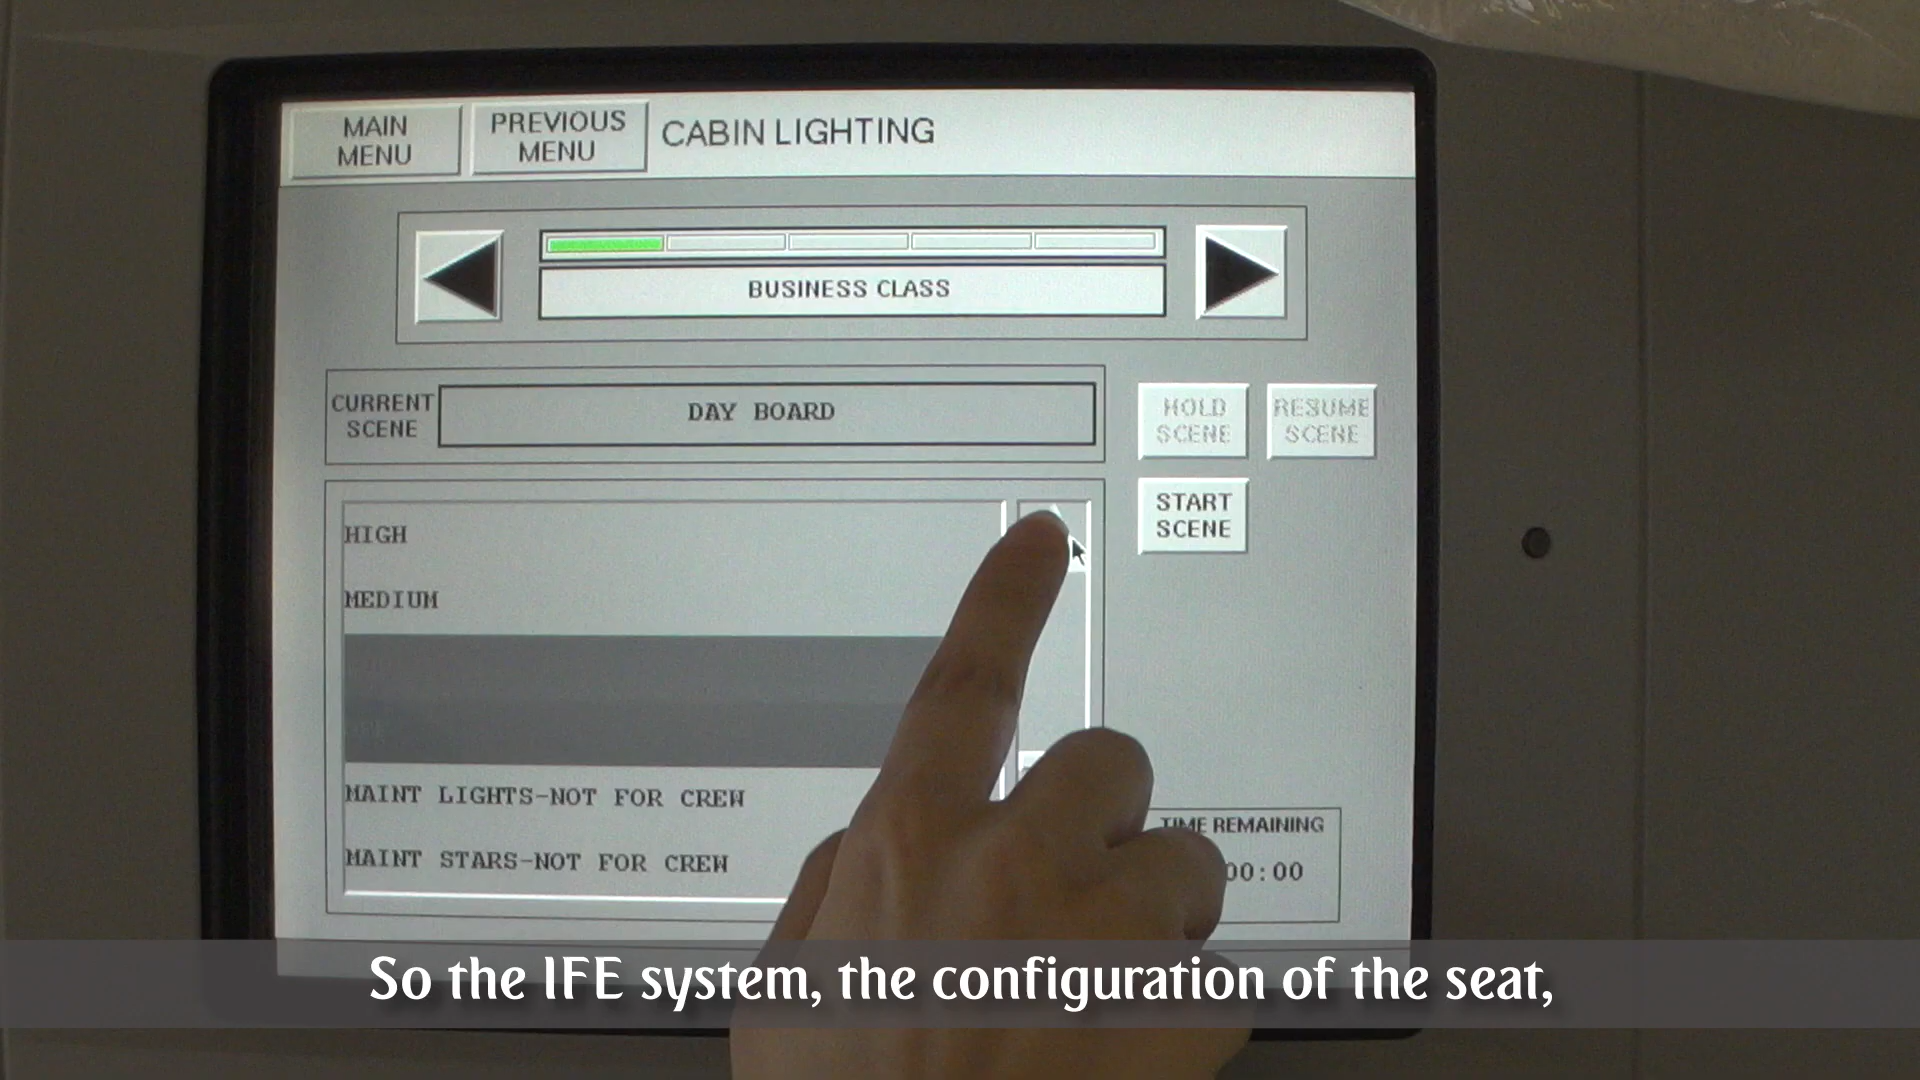 MAIN
MENU
PREVIOUS
MENU
CABIN LIGHTING
BUSINESS CLASS
CURRENT
SCENE
DAY BOARD
HOLD
SCENE
RESUME
SCENE
HIGH
MEDIUM
START
SCENE
MAINT LIGHTS-NOT FOR CREW
MAINT STARS-NOT FOR CREW
TIME REMAINING
00:00
So the IFE system, the configuration of the seat,